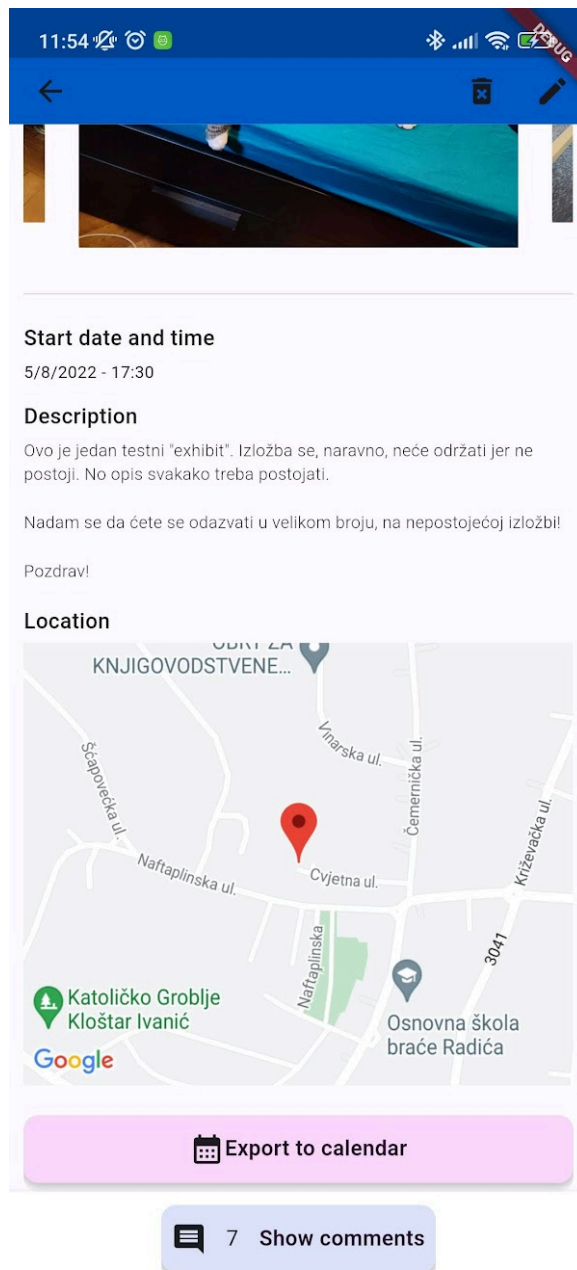 11:54
DEBUG
Start date and time
5/8/2022 - 17:30
Description
Ovo je jedan testni "exhibit". Izložba se, naravno, neće održati jer ne
postoji. No opis svakako treba postojati.
Nadam se da ćete se odazvati u velikom broju, na nepostojećoj izložbi!
Pozdrav!
Location
OBRT ZA
KNJIGOVODSTVENE...
Vinarska ul.
Šćapovečka ul.
Čemernička ul.
Križevačka ul.
Naftaplinska ul.
Cvjetna ul.
Naftaplinska
3041
Katoličko Groblje
Kloštar Ivanić
Osnovna škola
braće Radića
Google
Export to calendar
7 Show comments